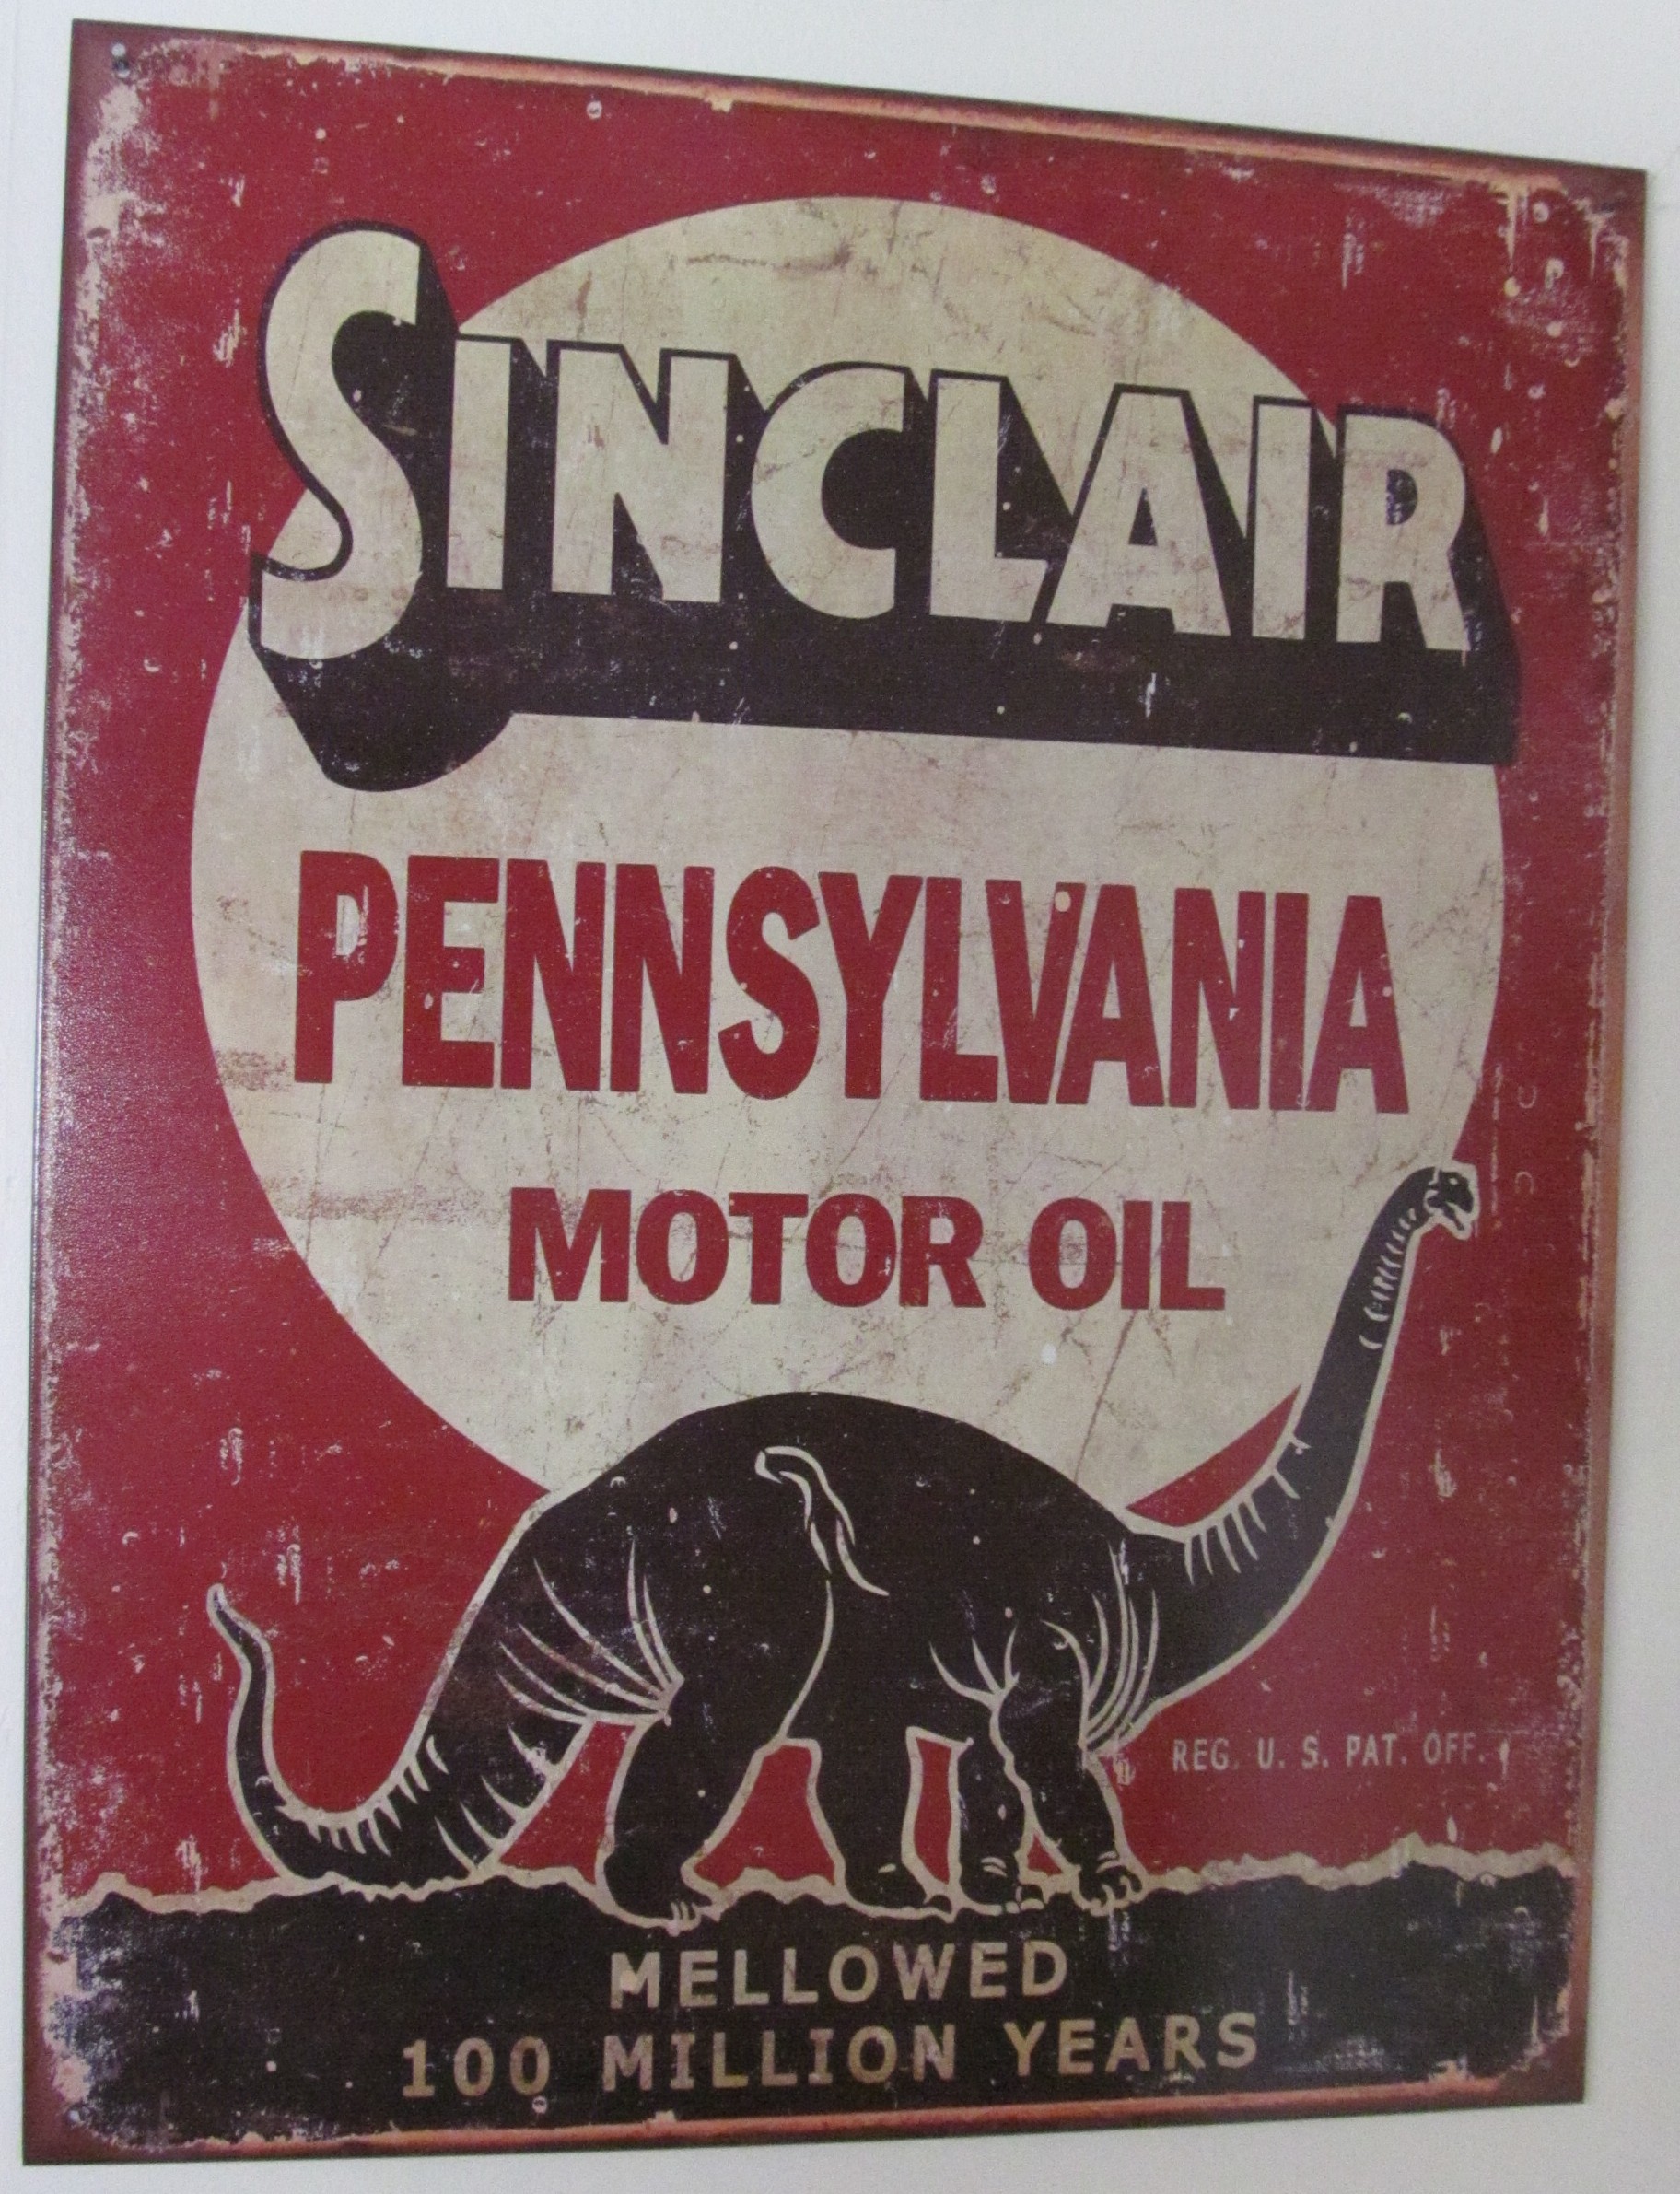 SINCLAIR
PENNSYLVANIA
MOTOR OIL
REG. U. S. PAT. OFF.
MELLOWED
100 MILLION YEARS